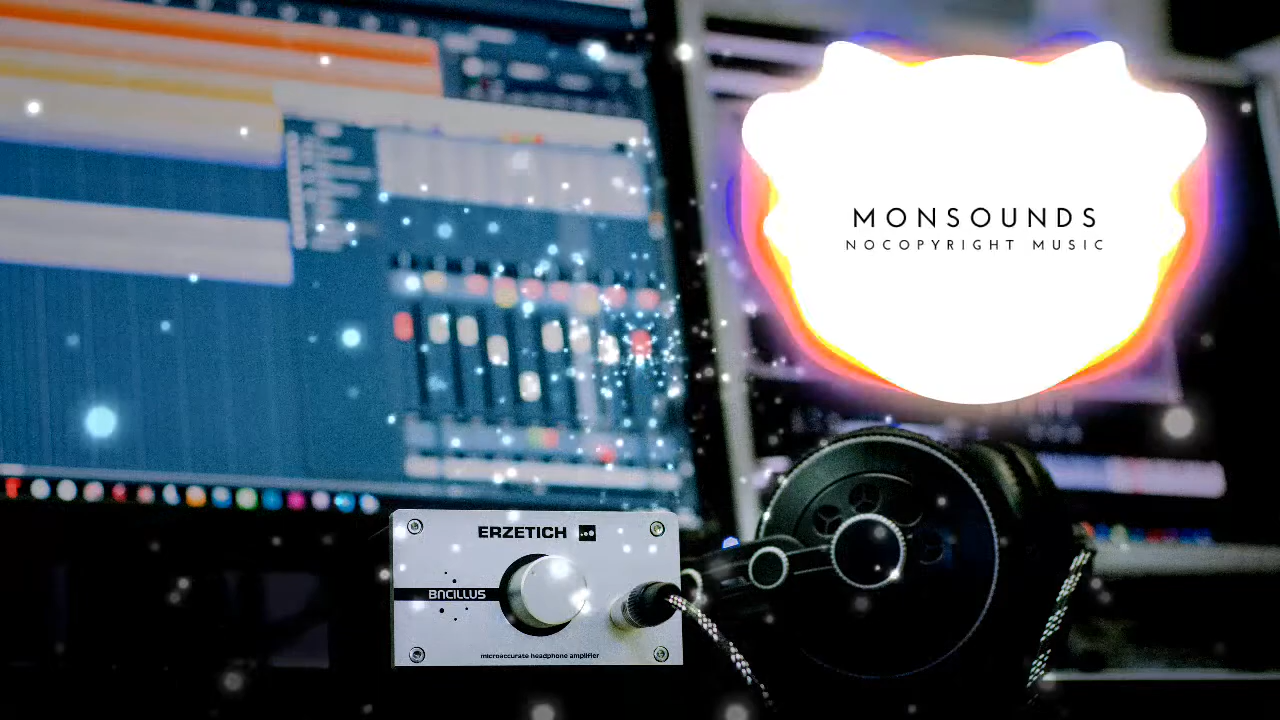 MONSOUNDS
NOCOPYRIGHT MUSIC
ERZETICH
BACILLUS
microaccurate headphone amplifier